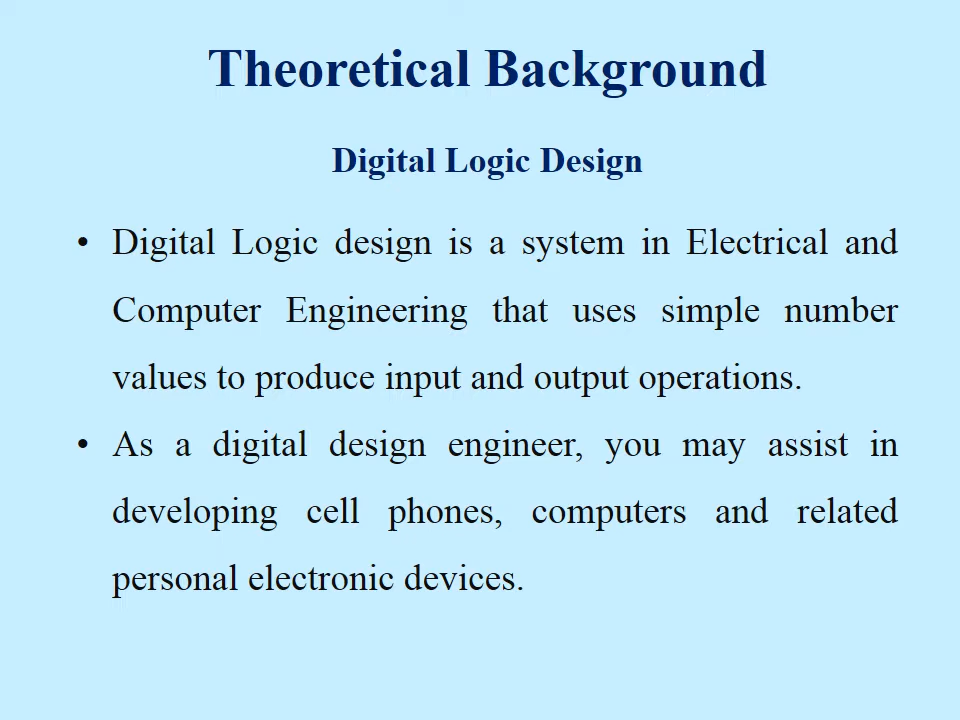 Theoretical Background
Digital Logic Design
• Digital Logic design is a system in Electrical and
Computer Engineering that uses simple number
values to produce input and output operations.
• As a digital design engineer, you may assist in
developing cell phones, computers and related
personal electronic devices.